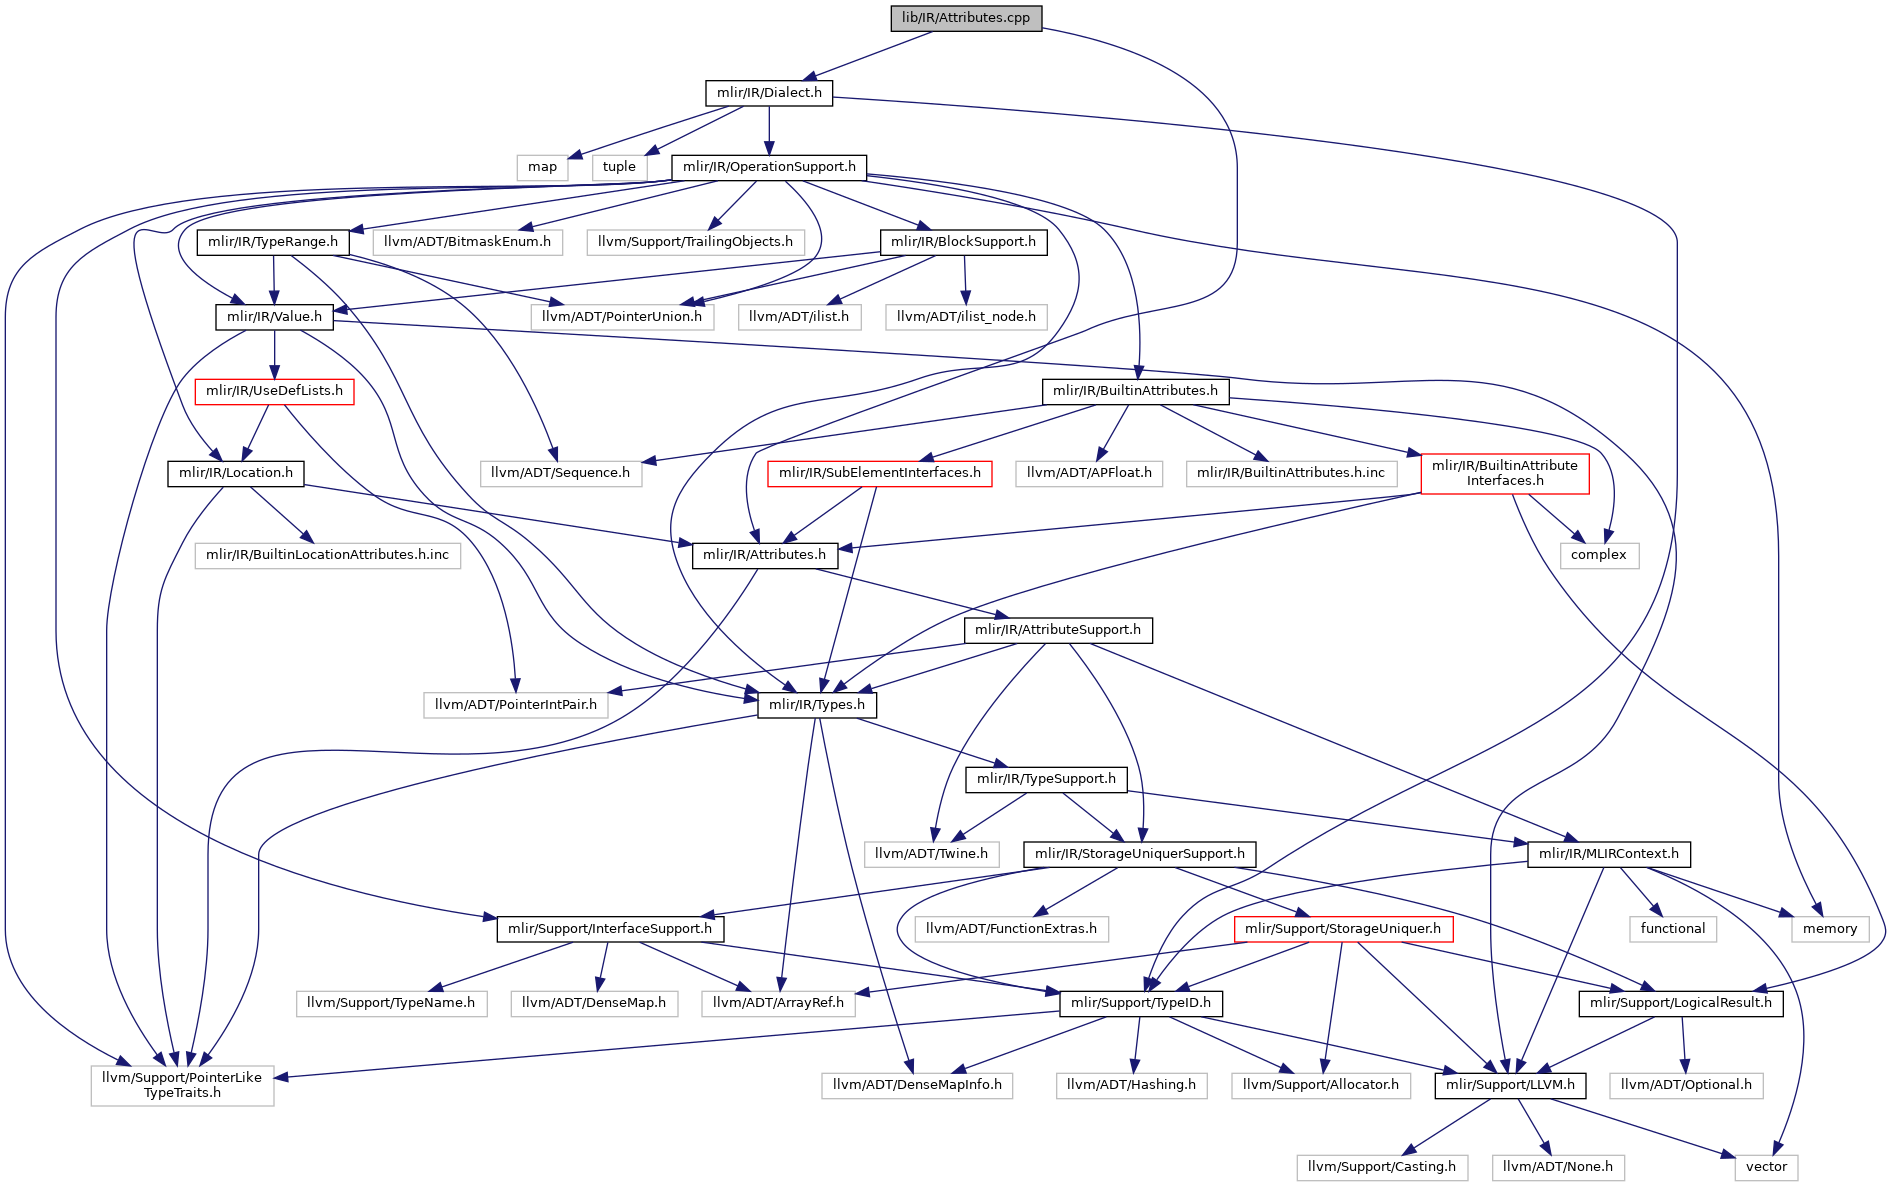 lib/IR/Attributes.cpp
mlir/IR/Dialect.h
map
tuple
mlir/IR/OperationSupport.h
mlir/IR/TypeRange.h
llvm/ADT/BitmaskEnum.h
llvm/Support/TrailingObjects.h
mlir/IR/BlockSupport.h
mlir/IR/Value.h
llvm/ADT/PointerUnion.h
llvm/ADT/ilist.h
llvm/ADT/ilist_node.h
mlir/IR/UseDefLists.h
mlir/IR/BuiltinAttributes.h
mlir/IR/Location.h
llvm/ADT/Sequence.h
mlir/IR/SubElementInterfaces.h
llvm/ADT/APFloat.h
mlir/IR/BuiltinAttributes.h.inc
mlir/IR/BuiltinAttribute
Interfaces.h
mlir/IR/BuiltinLocationAttributes.h.inc
mlir/IR/Attributes.h
complex
mlir/IR/AttributeSupport.h
llvm/ADT/PointerIntPair.h
mlir/IR/Types.h
mlir/IR/TypeSupport.h
llvm/ADT/Twine.h
mlir/IR/StorageUniquerSupport.h
mlir/IR/MLIRContext.h
mlir/Support/InterfaceSupport.h
llvm/ADT/FunctionExtras.h
mlir/Support/StorageUniquer.h
functional
memory
llvm/Support/TypeName.h
llvm/ADT/DenseMap.h
llvm/ADT/ArrayRef.h
mlir/Support/TypeID.h
mlir/Support/LogicalResult.h
llvm/Support/PointerLike
TypeTraits.h
llvm/ADT/DenseMapInfo.h
llvm/ADT/Hashing.h
llvm/Support/Allocator.h
mlir/Support/LLVM.h
llvm/ADT/Optional.h
llvm/Support/Casting.h
llvm/ADT/None.h
vector